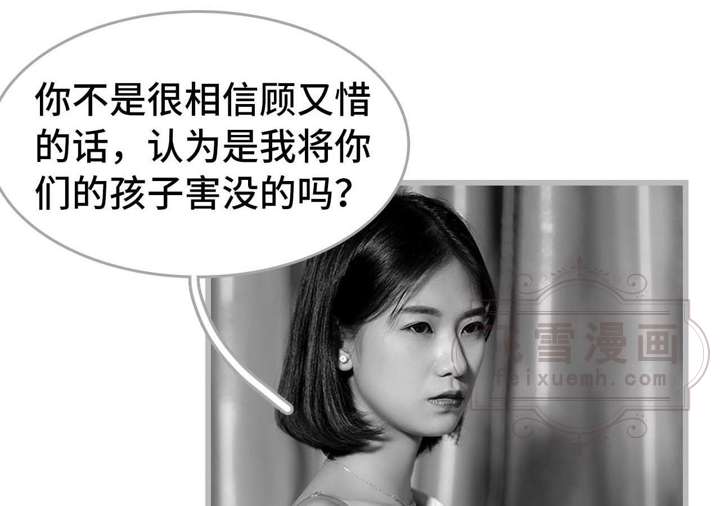 你不是很相信顾又惜
的话，认为是我将你
们的孩子害没的吗？
飞雪漫画
feixuemh.com